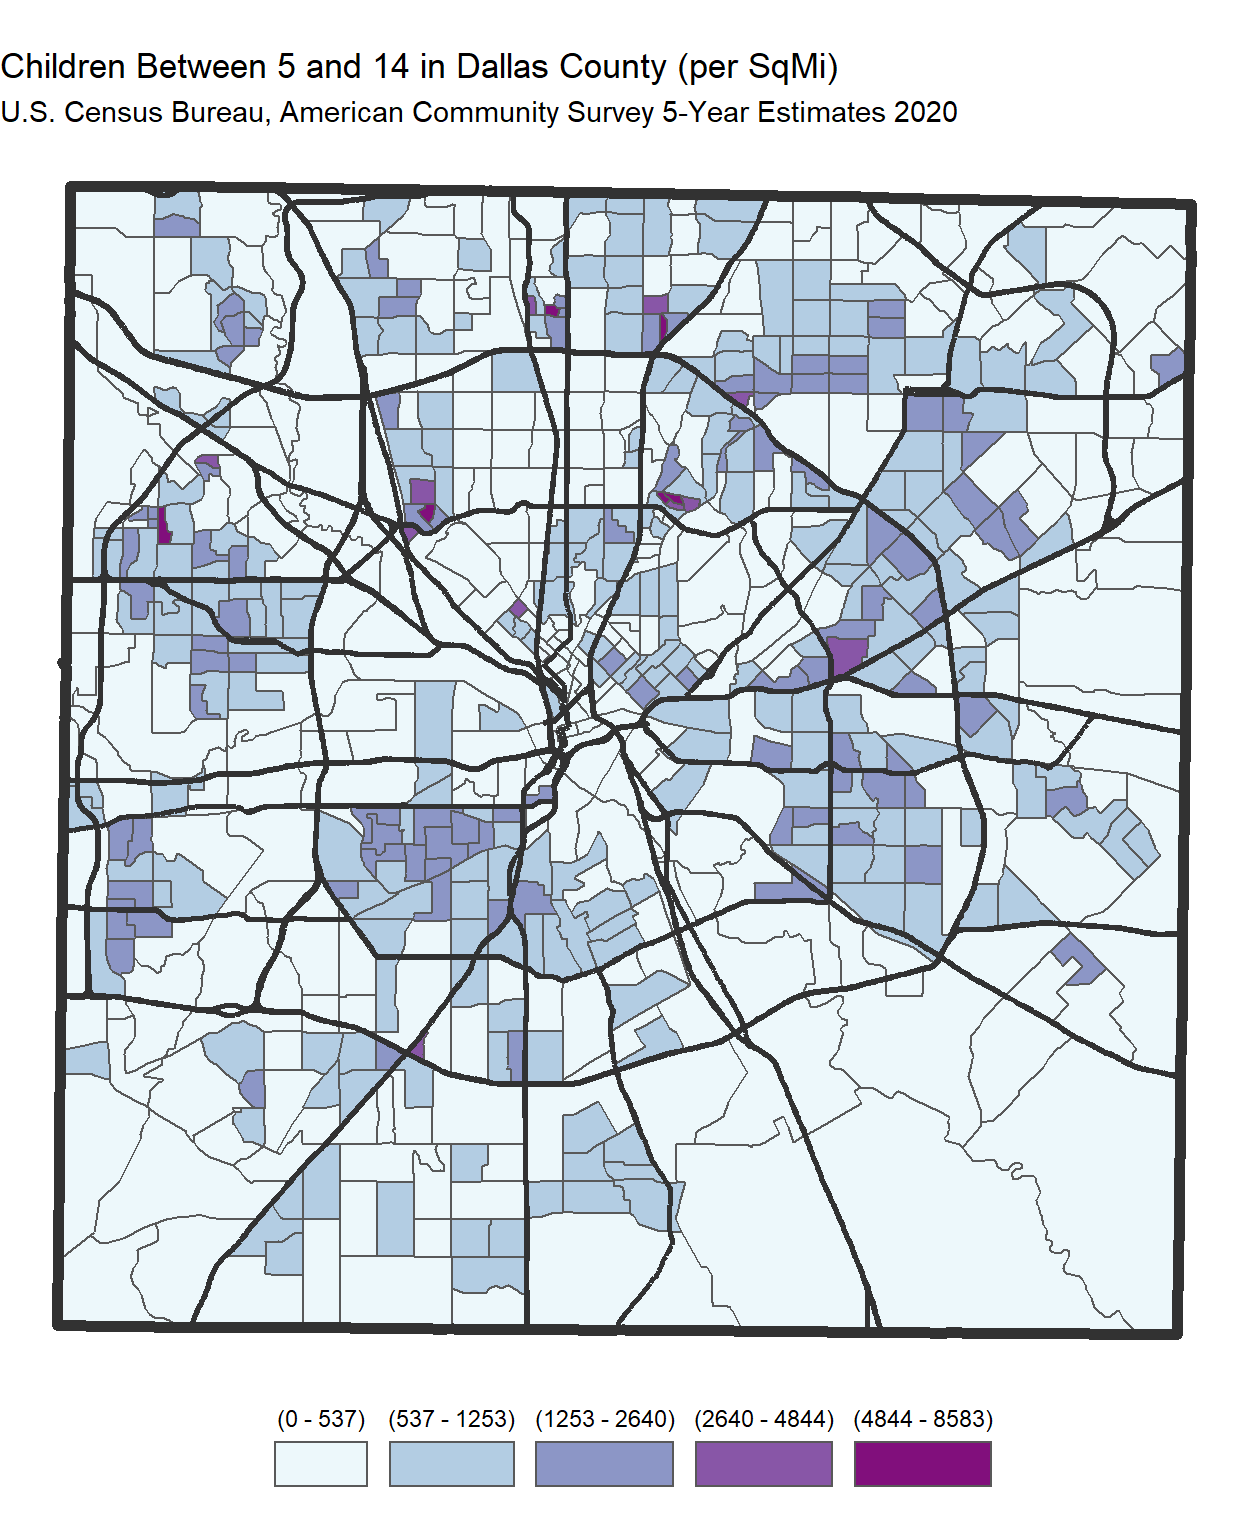 Children Between 5 and 14 in Dallas County (per SqMi)
U.S. Census Bureau, American Community Survey 5-Year Estimates 2020
(0 - 537) (537 - 1253) (1253 - 2640) (2640 - 4844) (4844 - 8583)